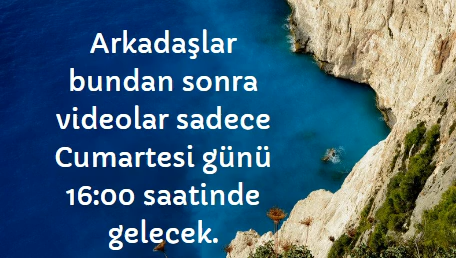 Arkadaşlar
bundan sonra
videolar sadece
Cumartesi günü
16:00 saatinde
gelecek.